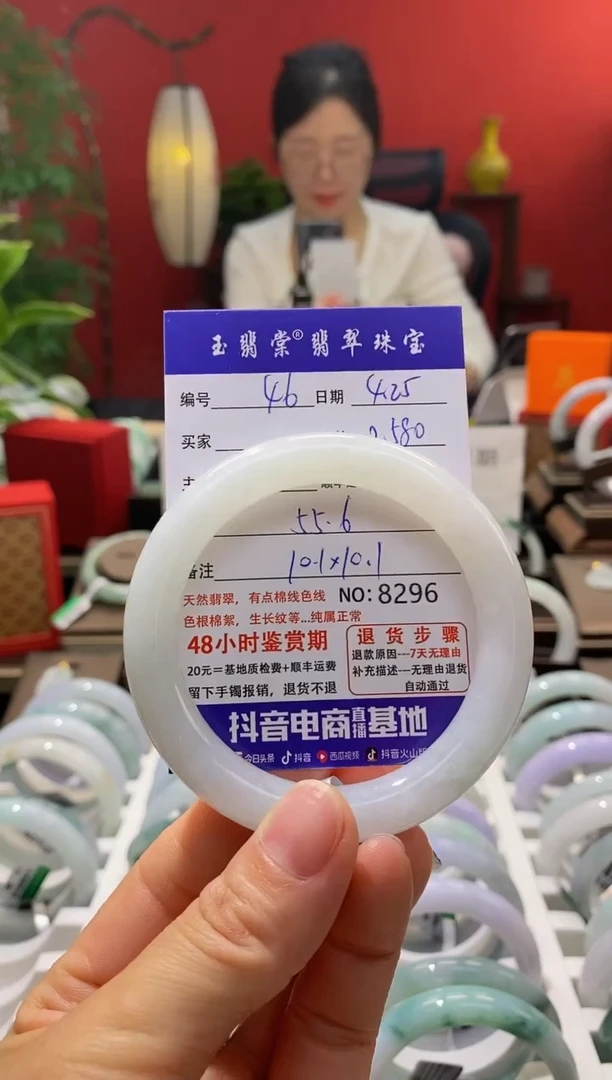 玉翡棠® 翡翠珠宝
编号 46 日期 4.25
买家 .580
55.6
备注 10.1×10.1
天然翡翠，有点棉线色线 NO: 8296
色根棉絮，生长纹等...纯属正常
48小时鉴赏期
20元＝基地质检费+顺丰运费
留下手镯报销，退货不退
退货步骤
退款原因---7天无理由
补充描述---无理由退货
自动通过
抖音电商直播基地
今日头条 抖音 西瓜视频 抖音火山版